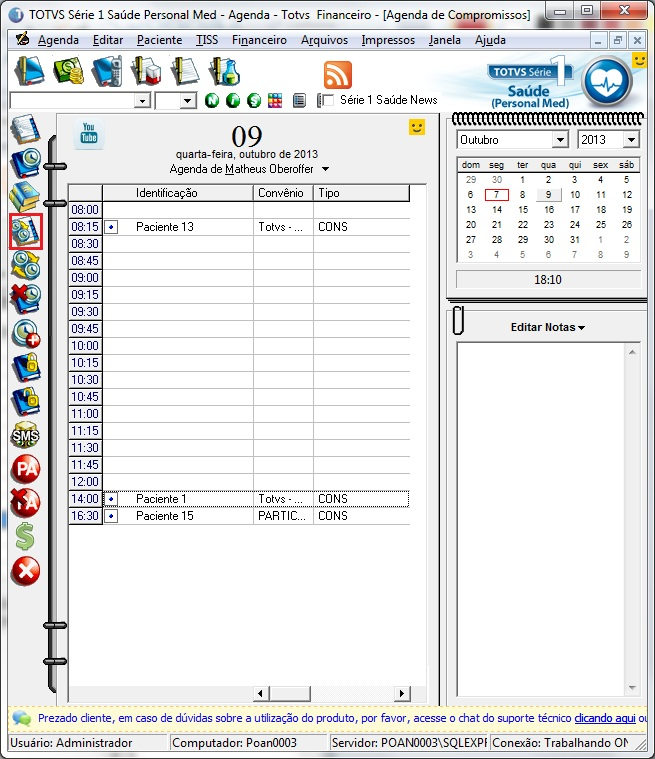 TOTVS Série 1 Saúde Personal Med - Agenda - Totvs Financeiro - [Agenda de Compromissos]
Agenda Editar Paciente TISS Financeiro Arquivos Impressos Janela Ajuda
TOTVS Série 1
Saúde
(Personal Med)
N I S Série 1 Saúde News
You
Tube
09
quarta-feira, outubro de 2013
Agenda de Matheus Oberoffer
Identificação Convênio Tipo
08:00
08:15 Paciente 13 Totvs - ... CONS
08:30
08:45
09:00
09:15
09:30
09:45
10:00
10:15
10:30
10:45
11:00
11:15
11:30
11:45
12:00
14:00 Paciente 1 Totvs - ... CONS
16:30 Paciente 15 PARTIC... CONS
SMS
PA
$
Outubro 2013
dom seg ter qua qui sex sáb
29 30 1 2 3 4 5
6 7 8 9 10 11 12
13 14 15 16 17 18 19
20 21 22 23 24 25 26
27 28 29 30 31 1 2
3 4 5 6 7 8 9
18:10
Editar Notas
Prezado cliente, em caso de dúvidas sobre a utilização do produto, por favor, acesse o chat do suporte técnico clicando aqui ou
Usuário: Administrador Computador: Poan0003 Servidor: POAN0003\SQLEXPF Conexão: Trabalhando ON